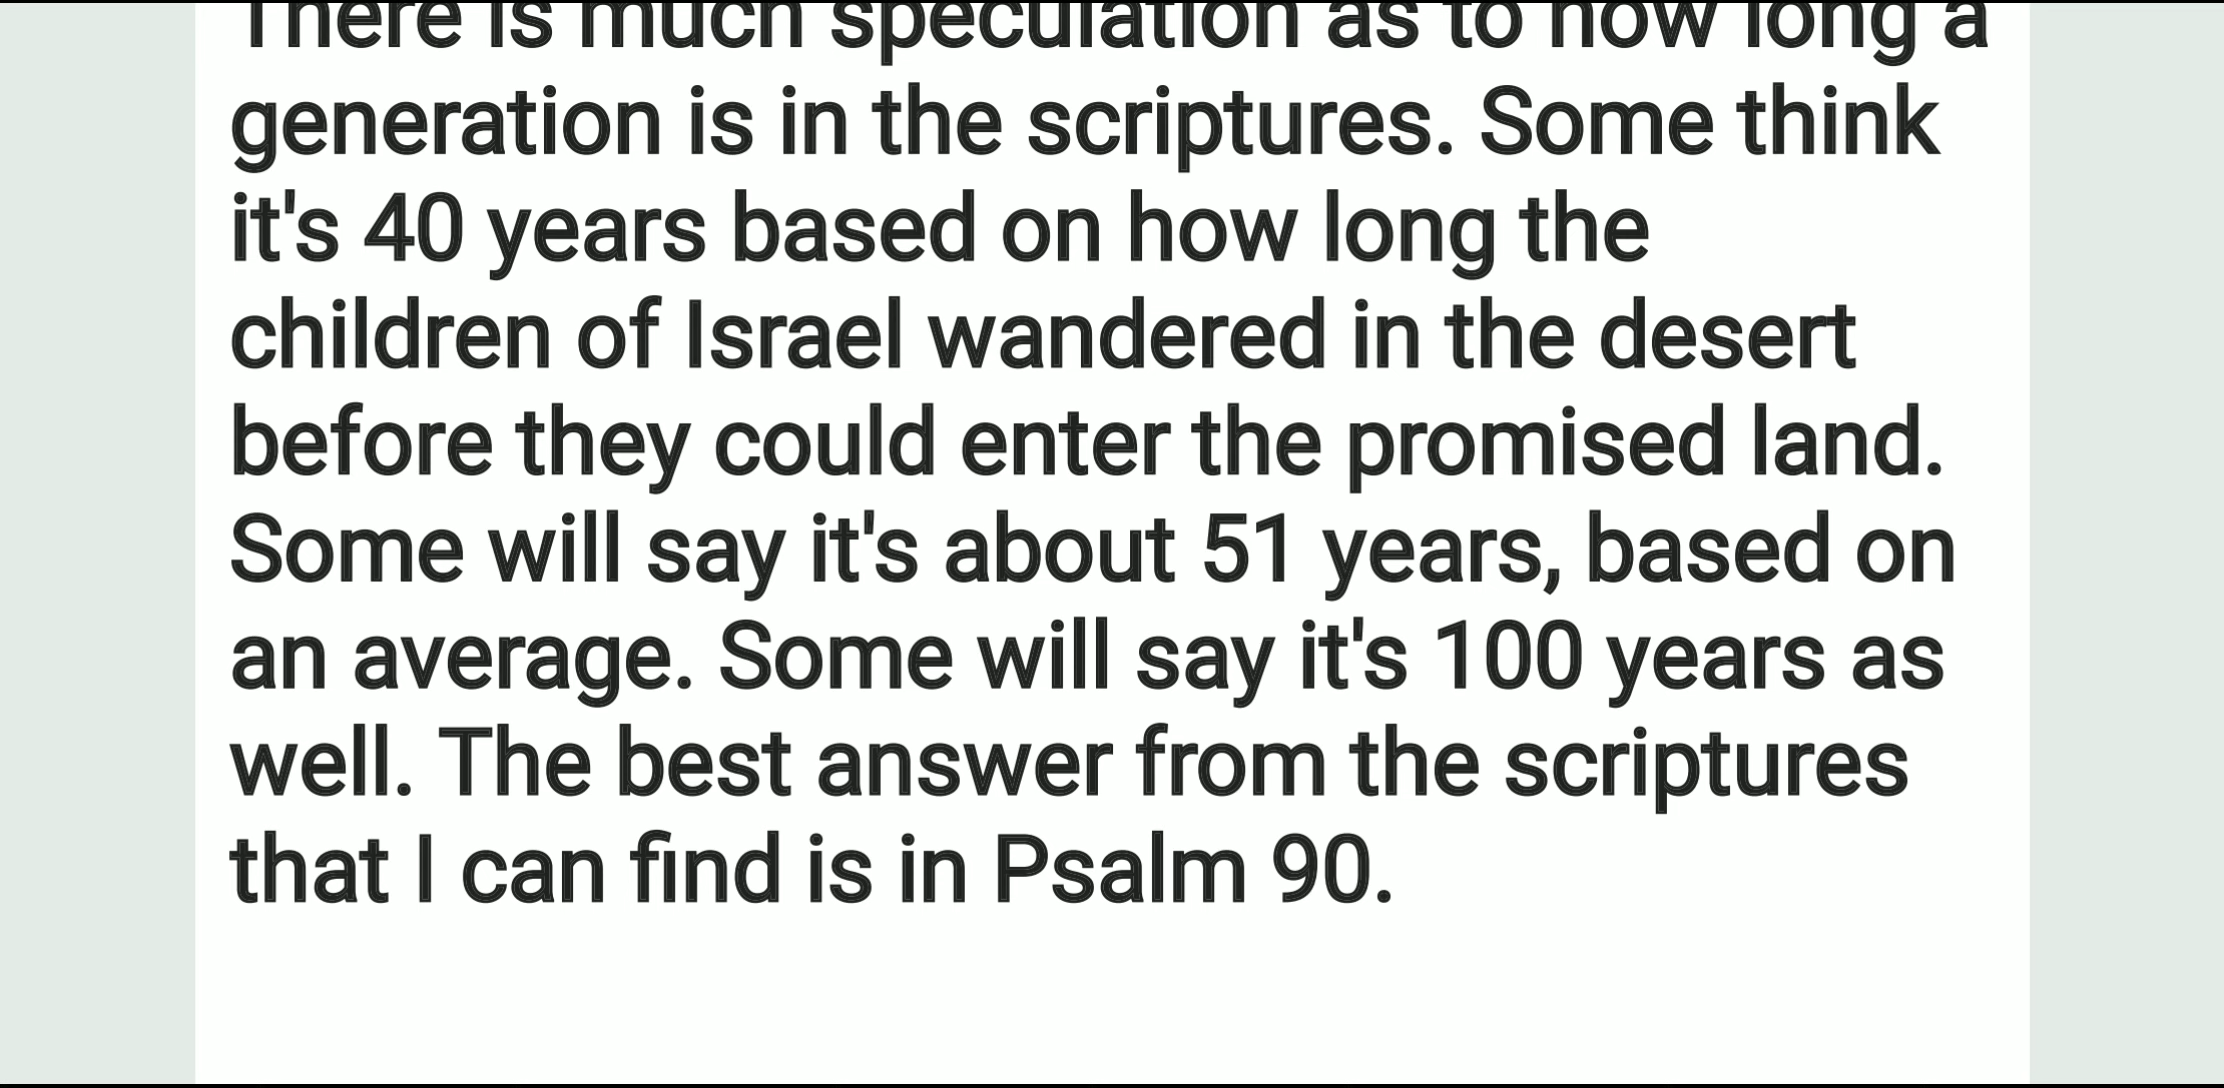 There is much speculation as to how long a
generation is in the scriptures. Some think
it's 40 years based on how long the
children of Israel wandered in the desert
before they could enter the promised land.
Some will say it's about 51 years, based on
an average. Some will say it's 100 years as
well. The best answer from the scriptures
that I can find is in Psalm 90.